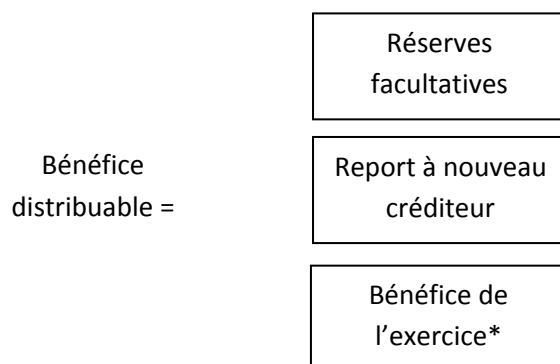 Réserves
facultatives
Bénéfice
distribuable =
Report à nouveau
créditeur
Bénéfice de
l’exercice*